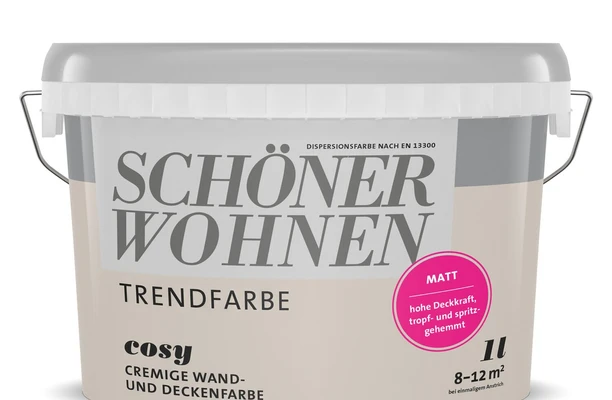 DISPERSIONSFARBE NACH EN 13300
SCHÖNER
WOHNEN
TRENDFARBE
MATT
hohe Deckkraft,
tropf- und spritz-
gehemmt
cosy
CREMIGE WAND-
UND DECKENFARBE
1l
8–12 m²
bei einmaligem Anstrich